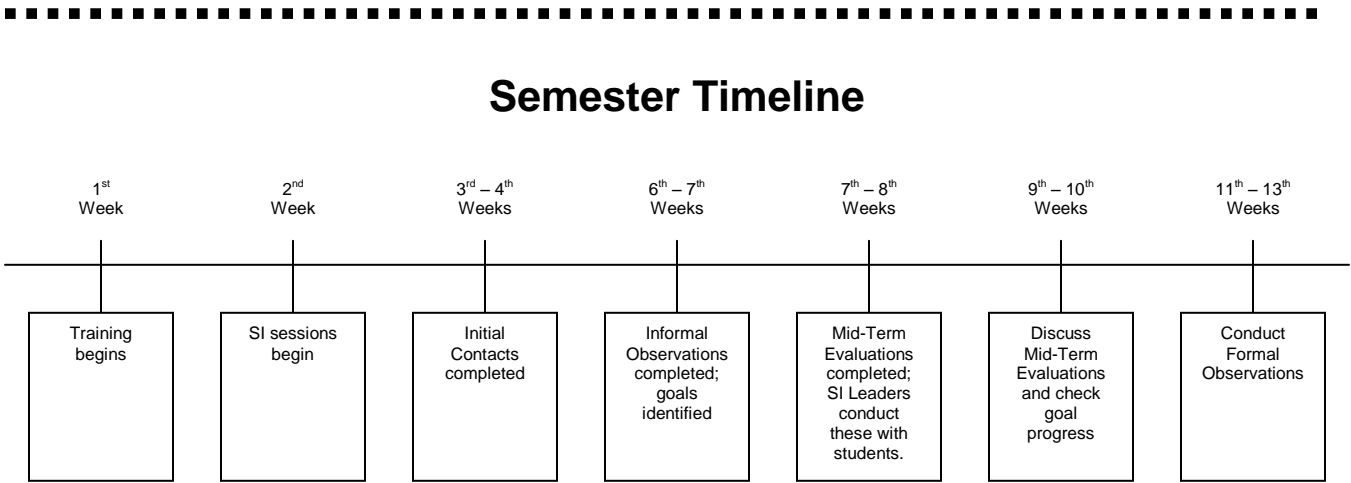 Semester Timeline
1st
Week
2nd
Week
3rd – 4th
Weeks
6th – 7th
Weeks
7th – 8th
Weeks
9th – 10th
Weeks
11th – 13th
Weeks
Training
begins
SI sessions
begin
Initial
Contacts
completed
Informal
Observations
completed;
goals
identified
Mid-Term
Evaluations
completed;
SI Leaders
conduct
these with
students.
Discuss
Mid-Term
Evaluations
and check
goal
progress
Conduct
Formal
Observations